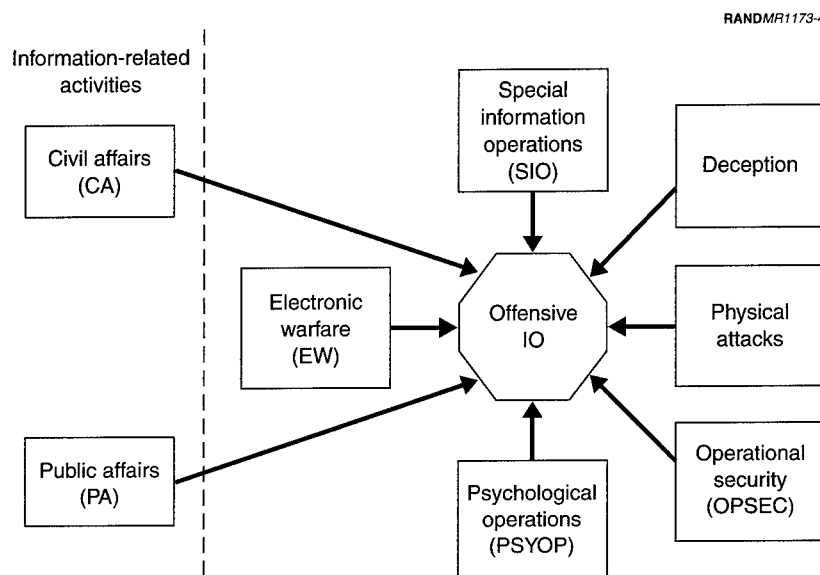 RANDMR1173-4
Information-related
activities
Civil affairs
(CA)
Special
information
operations
(SIO)
Deception
Electronic
warfare
(EW)
Offensive
IO
Physical
attacks
Public affairs
(PA)
Psychological
operations
(PSYOP)
Operational
security
(OPSEC)